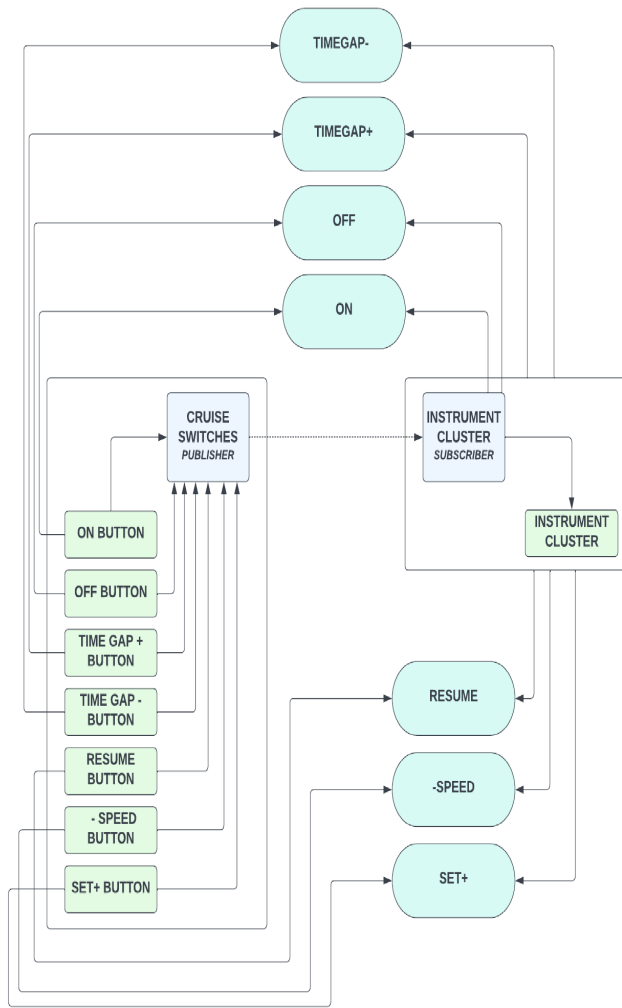 TIMEGAP-
TIMEGAP+
OFF
ON
CRUISE
SWITCHES
PUBLISHER
INSTRUMENT
CLUSTER
SUBSCRIBER
INSTRUMENT
CLUSTER
ON BUTTON
OFF BUTTON
TIME GAP +
BUTTON
TIME GAP -
BUTTON
RESUME
BUTTON
- SPEED
BUTTON
SET+ BUTTON
RESUME
-SPEED
SET+